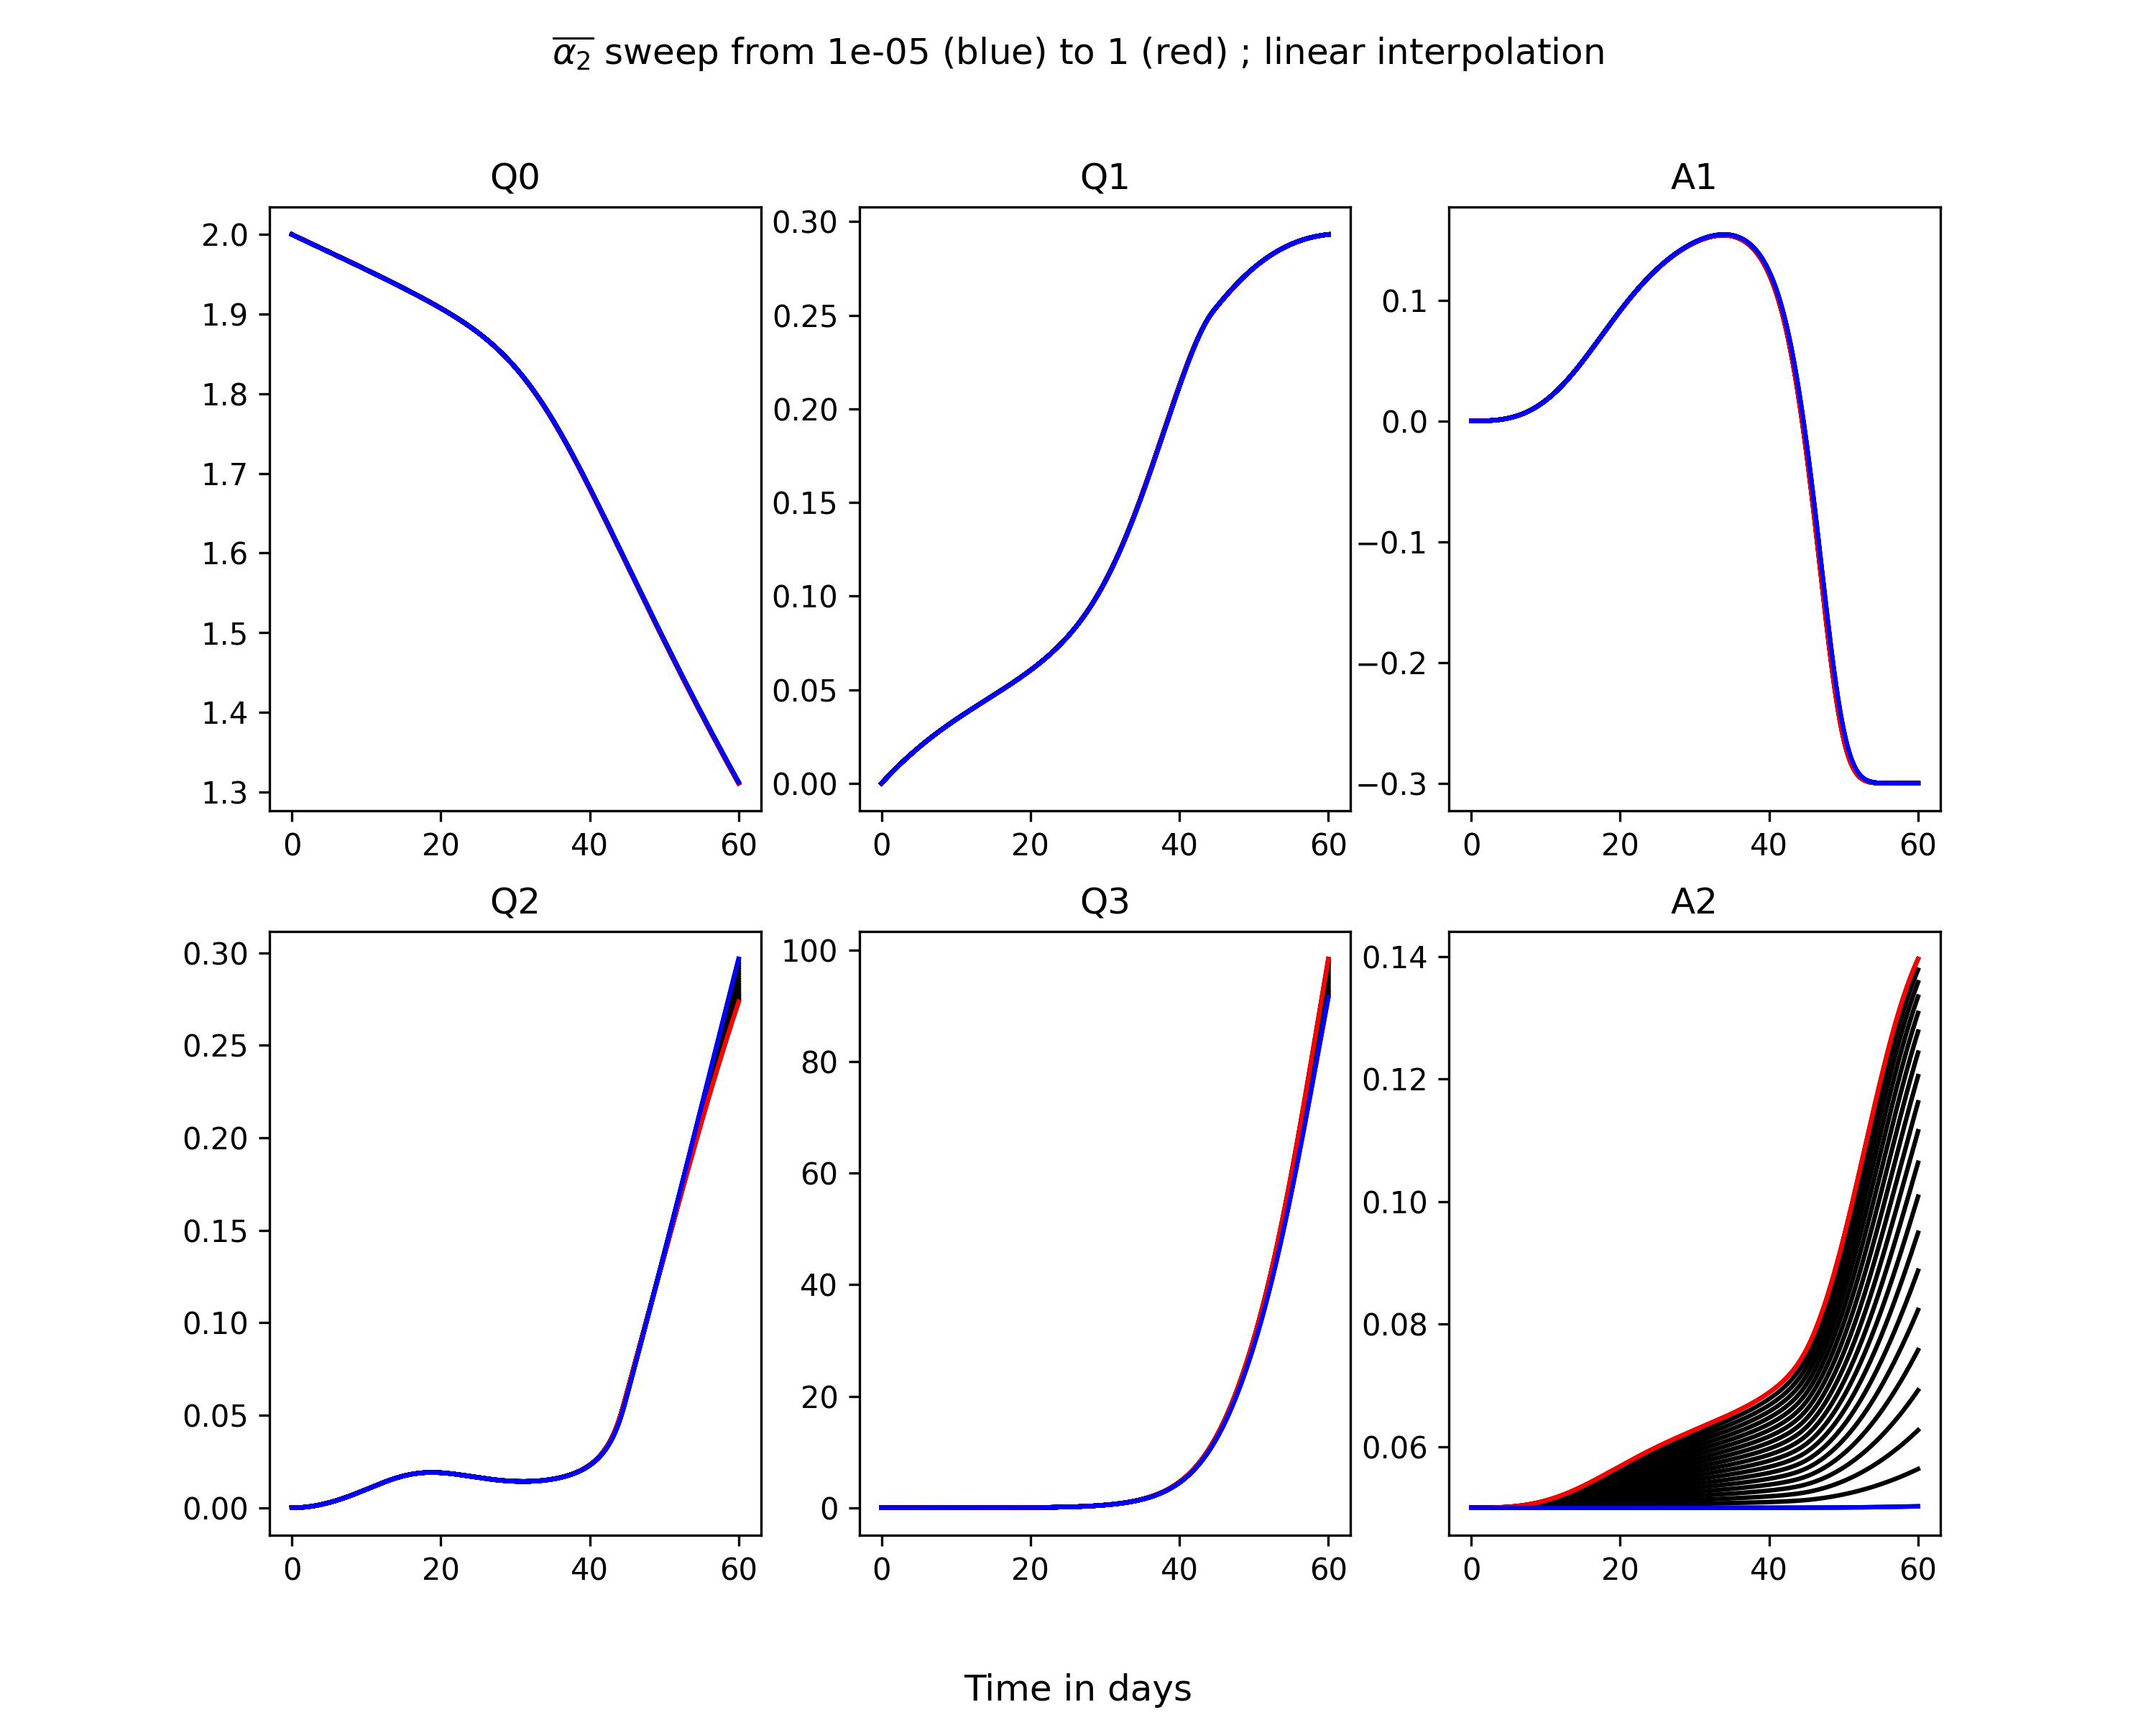 $\overline{\alpha_2}$ sweep from 1e-05 (blue) to 1 (red) ; linear interpolation
Q0
2.0
1.9
1.8
1.7
1.6
1.5
1.4
1.3
0 20 40 60
Q1
0.30
0.25
0.20
0.15
0.10
0.05
0.00
0 20 40 60
A1
0.1
0.0
−0.1
−0.2
−0.3
0 20 40 60
Q2
0.30
0.25
0.20
0.15
0.10
0.05
0.00
0 20 40 60
Q3
100
80
60
40
20
0
0 20 40 60
A2
0.14
0.12
0.10
0.08
0.06
0 20 40 60
Time in days